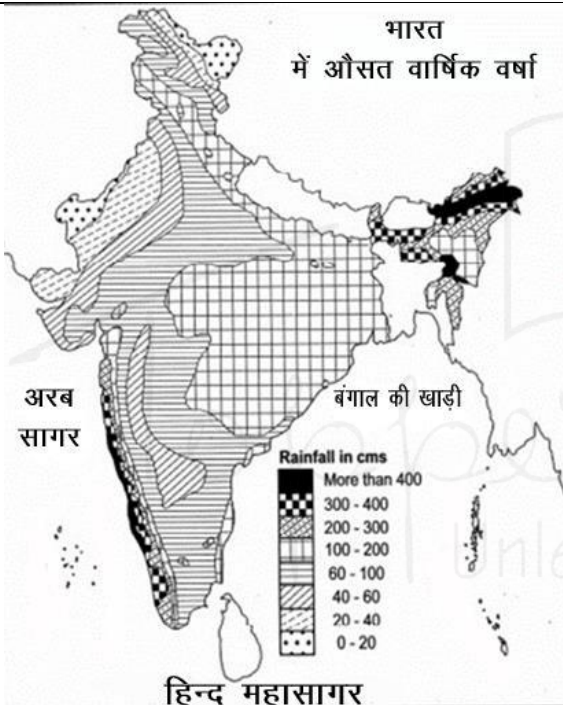 भारत
में औसत वार्षिक वर्षा
अरब
सागर
बंगाल की खाड़ी
Rainfall in cms
More than 400
300 - 400
200 - 300
100 - 200
60 - 100
40 - 60
20 - 40
0 - 20
हिन्द महासागर